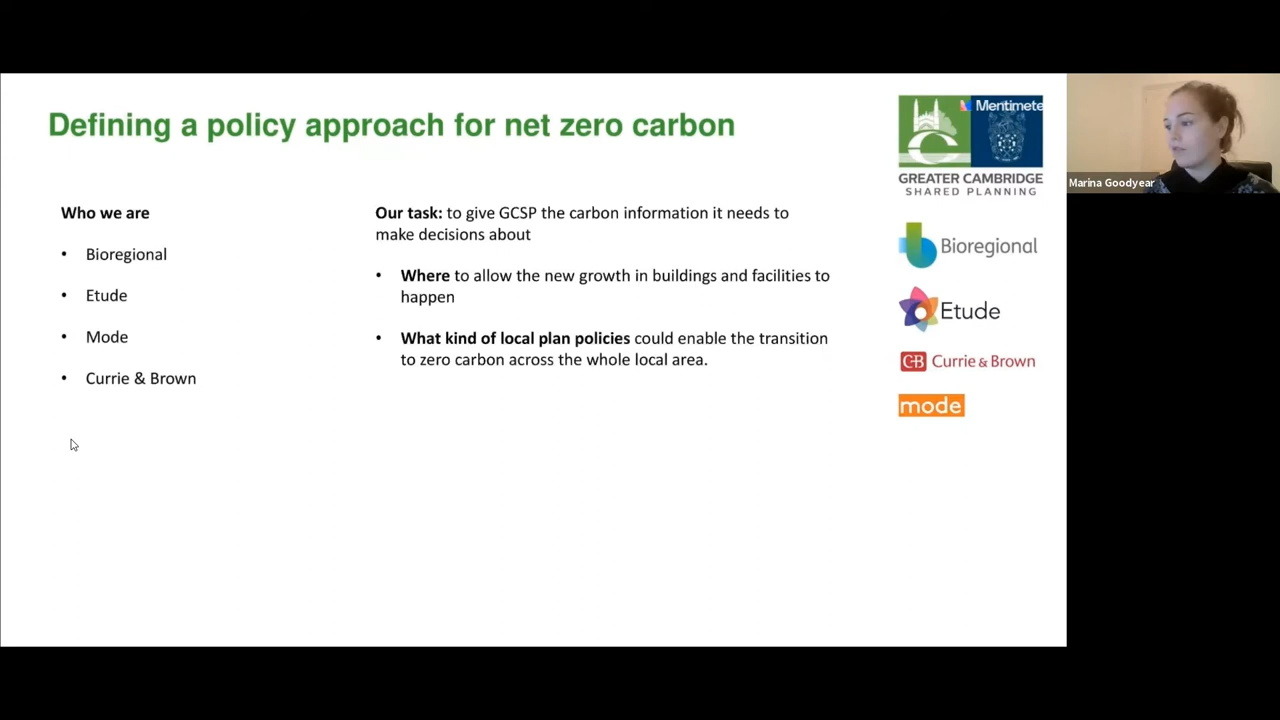 Defining a policy approach for net zero carbon
Who we are
• Bioregional
• Etude
• Mode
• Currie & Brown
Our task: to give GCSP the carbon information it needs to
make decisions about
• Where to allow the new growth in buildings and facilities to
happen
• What kind of local plan policies could enable the transition
to zero carbon across the whole local area.
Mentimete
GREATER CAMBRIDGE
SHARED PLANNING
Bioregional
Etude
C-B Currie & Brown
mode
Marina Goodyear